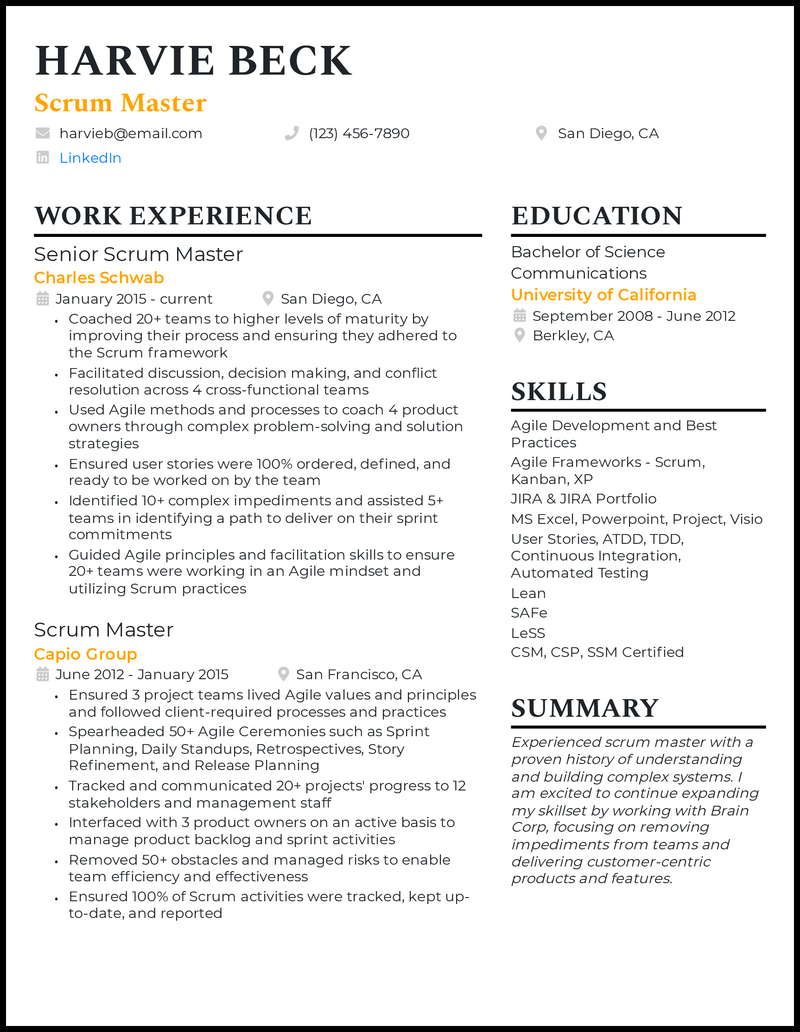 HARVIE BECK
Scrum Master
harvieb@email.com (123) 456-7890 San Diego, CA
LinkedIn
WORK EXPERIENCE
Senior Scrum Master
Charles Schwab
January 2015 - current San Diego, CA
• Coached 20+ teams to higher levels of maturity by
improving their process and ensuring they adhered to
the Scrum framework
• Facilitated discussion, decision making, and conflict
resolution across 4 cross-functional teams
• Used Agile methods and processes to coach 4 product
owners through complex problem-solving and solution
strategies
• Ensured user stories were 100% ordered, defined, and
ready to be worked on by the team
• Identified 10+ complex impediments and assisted 5+
teams in identifying a path to deliver on their sprint
commitments
• Guided Agile principles and facilitation skills to ensure
20+ teams were working in an Agile mindset and
utilizing Scrum practices
Scrum Master
Capio Group
June 2012 - January 2015 San Francisco, CA
• Ensured 3 project teams lived Agile values and principles
and followed client-required processes and practices
• Spearheaded 50+ Agile Ceremonies such as Sprint
Planning, Daily Standups, Retrospectives, Story
Refinement, and Release Planning
• Tracked and communicated 20+ projects' progress to 12
stakeholders and management staff
• Interfaced with 3 product owners on an active basis to
manage product backlog and sprint activities
• Removed 50+ obstacles and managed risks to enable
team efficiency and effectiveness
• Ensured 100% of Scrum activities were tracked, kept up-
to-date, and reported
EDUCATION
Bachelor of Science
Communications
University of California
September 2008 - June 2012
Berkley, CA
SKILLS
Agile Development and Best
Practices
Agile Frameworks - Scrum,
Kanban, XP
JIRA & JIRA Portfolio
MS Excel, Powerpoint, Project, Visio
User Stories, ATDD, TDD,
Continuous Integration,
Automated Testing
Lean
SAFe
LeSS
CSM, CSP, SSM Certified
SUMMARY
Experienced scrum master with a
proven history of understanding
and building complex systems. I
am excited to continue expanding
my skillset by working with Brain
Corp, focusing on removing
impediments from teams and
delivering customer-centric
products and features.